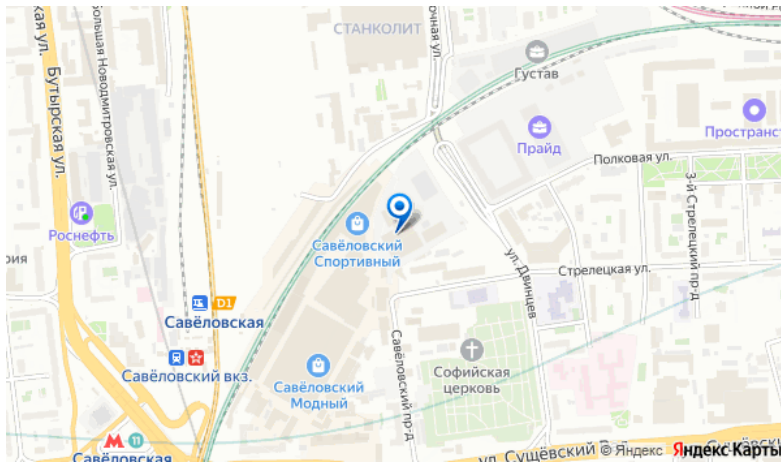 СТАНКОЛИТ
Густав
Бутырская ул.
Большая Новодмитровская ул.
Прайд
Полковая ул.
3-й Стрелецкий пр-д
Роснефть
Савёловский
Спортивный
ул. Двинцев
Стрелецкая ул.
D1
Савёловская
Савёловский вкз.
Савёловский
Модный
Савёловский пр-д
Софийская
церковь
11
Савёловская
ул. Сущёвский
© Яндекс Яндекс Карты